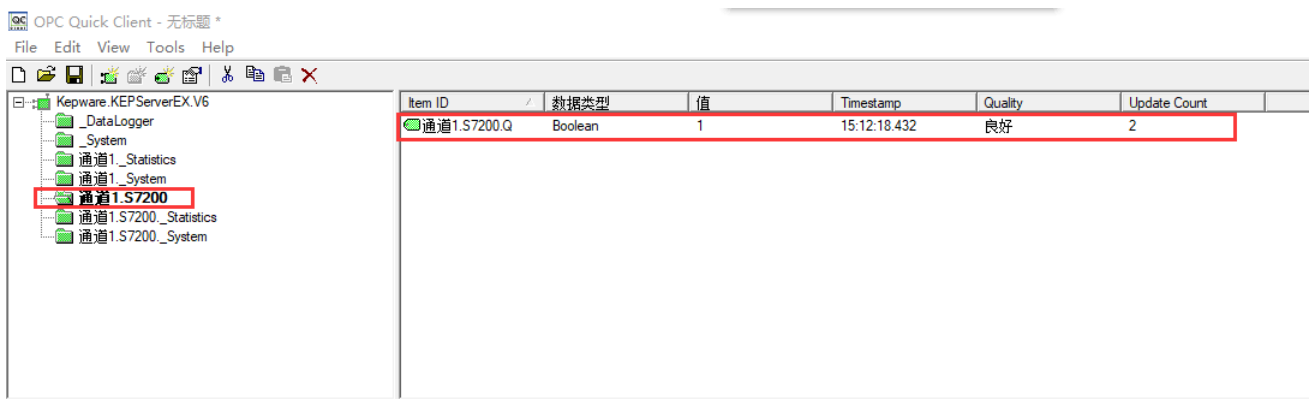 OPC Quick Client - 无标题 *
File Edit View Tools Help
Kepware.KEPServerEX.V6
_DataLogger
_System
通道1._Statistics
通道1._System
通道1.S7200
通道1.S7200._Statistics
通道1.S7200._System
Item ID 数据类型 值 Timestamp Quality Update Count
通道1.S7200.Q Boolean 1 15:12:18.432 良好 2